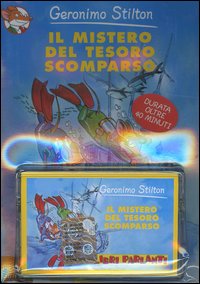 Geronimo Stilton
IL MISTERO
DEL TESORO
SCOMPARSO
DURATA
OLTRE
40 MINUTI
Geronimo Stilton
IL MISTERO
DEL TESORO
SCOMPARSO
LIBRI PARLANTI